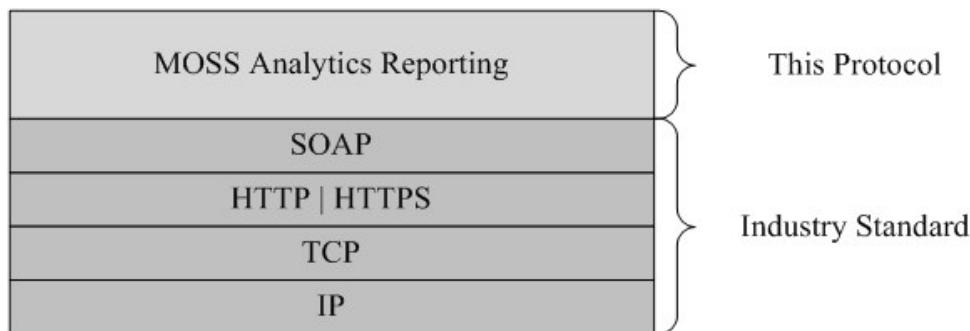 MOSS Analytics Reporting
This Protocol
SOAP
HTTP | HTTPS
TCP
IP
Industry Standard